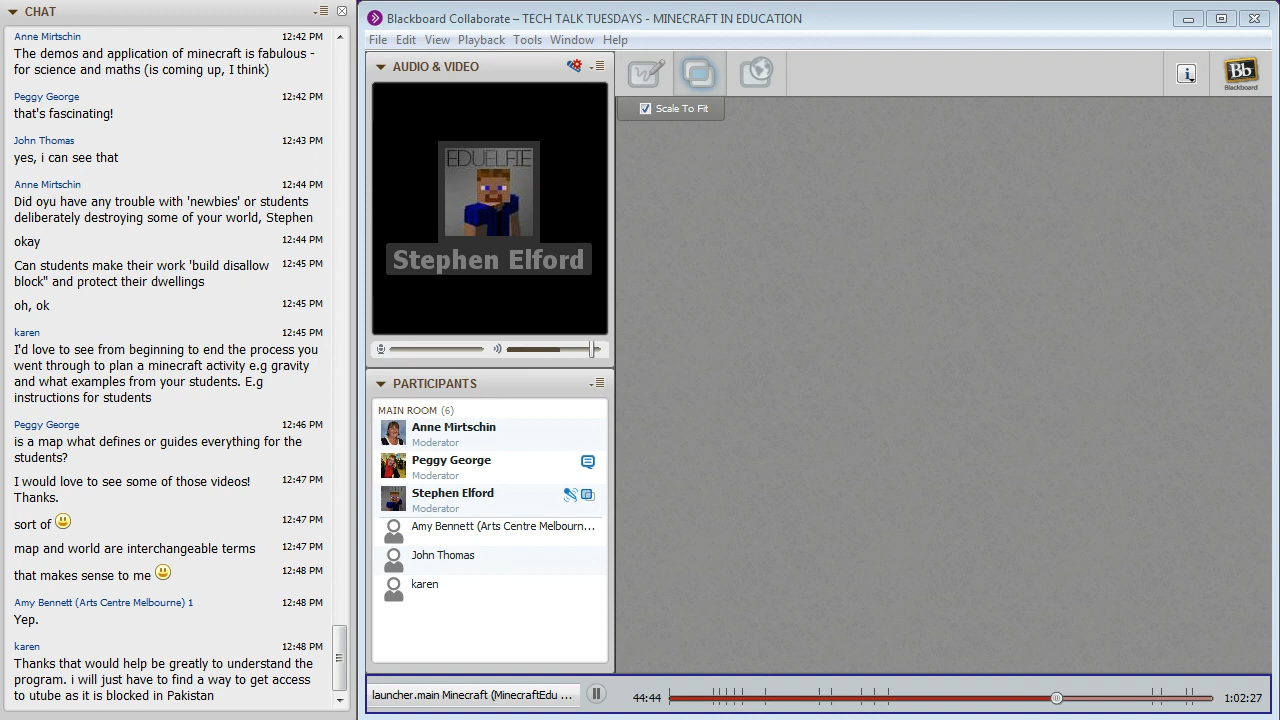 CHAT
Anne Mirtschin 12:42 PM
The demos and application of minecraft is fabulous -
for science and maths (is coming up, I think)
Peggy George 12:42 PM
that's fascinating!
John Thomas 12:43 PM
yes, i can see that
Anne Mirtschin 12:44 PM
Did oyu have any trouble with 'newbies' or students
deliberately destroying some of your world, Stephen
okay 12:44 PM
Can students make their work 'build disallow 12:45 PM
block" and protect their dwellings
oh, ok 12:45 PM
karen 12:45 PM
I'd love to see from beginning to end the process you
went through to plan a minecraft activity e.g gravity
and what examples from your students. E.g
instructions for students
Peggy George 12:46 PM
is a map what defines or guides everything for the
students?
I would love to see some of those videos! 12:47 PM
Thanks.
sort of 12:47 PM
map and world are interchangeable terms 12:47 PM
that makes sense to me 12:48 PM
Amy Bennett (Arts Centre Melbourne) 1 12:48 PM
Yep.
karen 12:48 PM
Thanks that would help be greatly to understand the
program. i will just have to find a way to get access
to utube as it is blocked in Pakistan
Blackboard Collaborate – TECH TALK TUESDAYS - MINECRAFT IN EDUCATION
File Edit View Playback Tools Window Help
AUDIO & VIDEO
EDUELFIE
Stephen Elford
PARTICIPANTS
MAIN ROOM (6)
Anne Mirtschin
Moderator
Peggy George
Moderator
Stephen Elford
Moderator
Amy Bennett (Arts Centre Melbourn...
John Thomas
karen
Scale To Fit
i
Bb
Blackboard
launcher.main Minecraft (MinecraftEdu ...
44:44
1:02:27